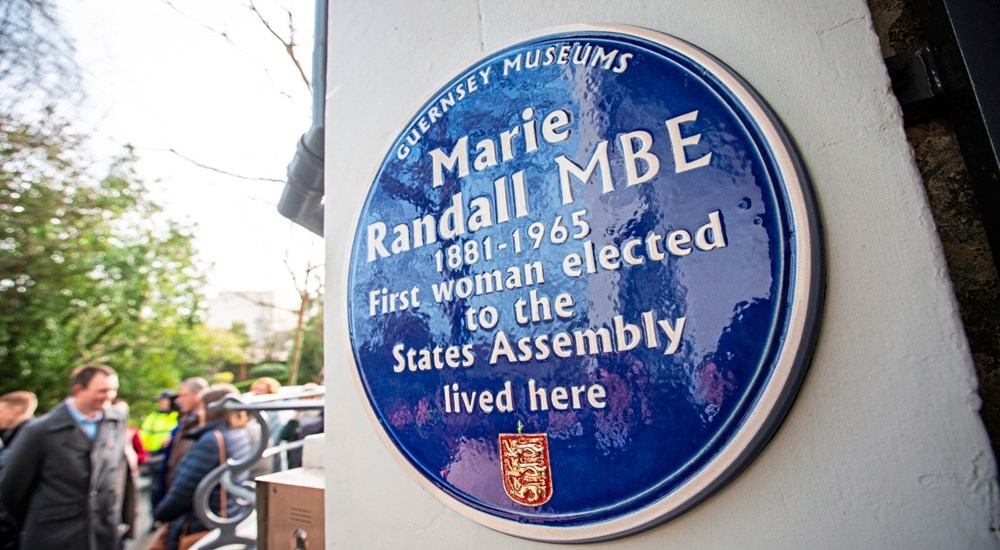 GUERNSEY MUSEUMS
Marie
Randall MBE
1881-1965
First woman elected
to the
States Assembly
lived here